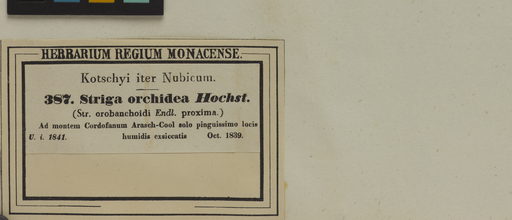 HERBARIUM REGIUM MONACENSE.
Kotschyi iter Nubicum.
387. Striga orchidea Hochst.
(Str. orobanchoidi Endl. proxima.)
Ad montem Cordofanum Arasch-Cool solo pinguissimo locis
U. i. 1841. humidis exsiccatis Oct. 1839.